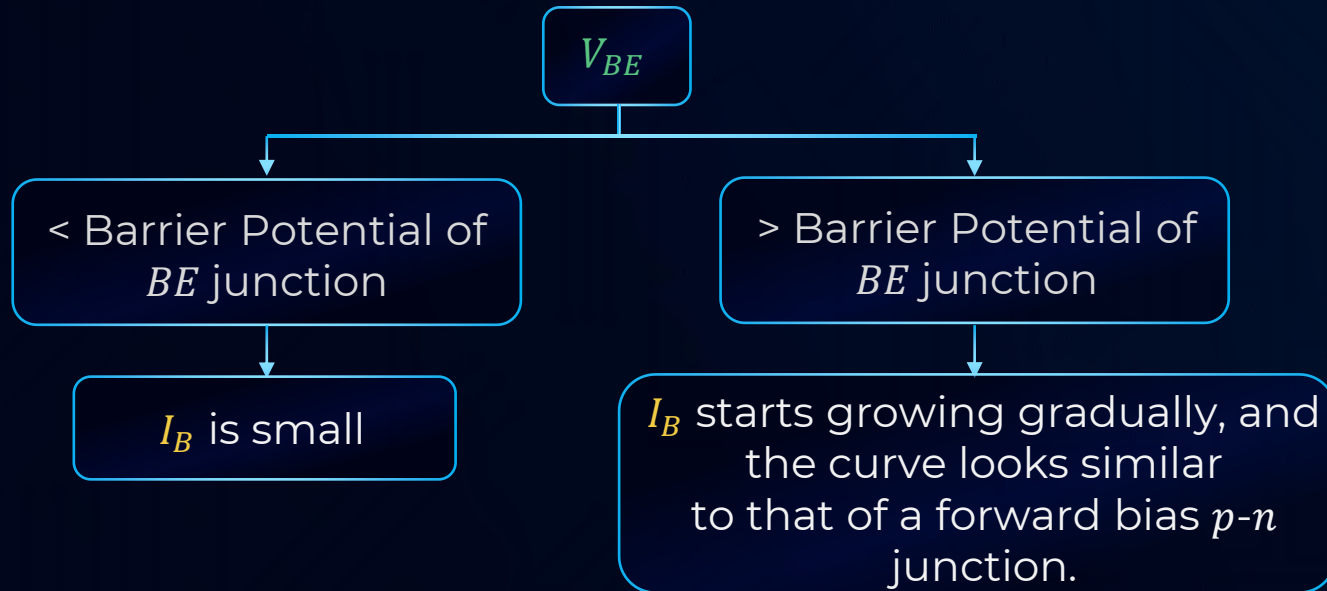 V_BE
< Barrier Potential of
BE junction
> Barrier Potential of
BE junction
I_B is small
I_B starts growing gradually, and
the curve looks similar
to that of a forward bias p-n
junction.